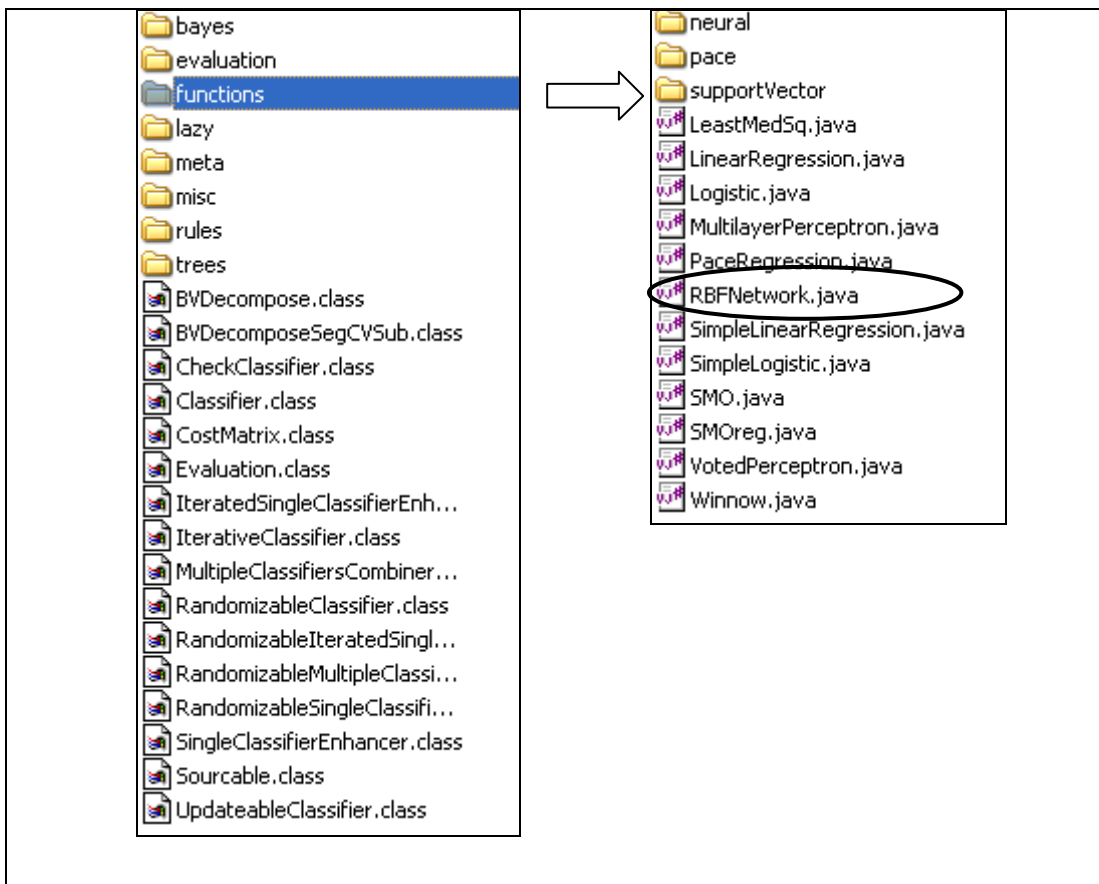 bayes
evaluation
functions
lazy
meta
misc
rules
trees
BVDecompose.class
BVDecomposeSegCVSub.class
CheckClassifier.class
Classifier.class
CostMatrix.class
Evaluation.class
IteratedSingleClassifierEnh...
IterativeClassifier.class
MultipleClassifiersCombiner...
RandomizableClassifier.class
RandomizableIteratedSingl...
RandomizableMultipleClassi...
RandomizableSingleClassifi...
SingleClassifierEnhancer.class
Sourcable.class
UpdateableClassifier.class
neural
pace
supportVector
LeastMedSq.java
LinearRegression.java
Logistic.java
MultilayerPerceptron.java
PaceRegression.java
RBFNetwork.java
SimpleLinearRegression.java
SimpleLogistic.java
SMO.java
SMOreg.java
VotedPerceptron.java
Winnow.java